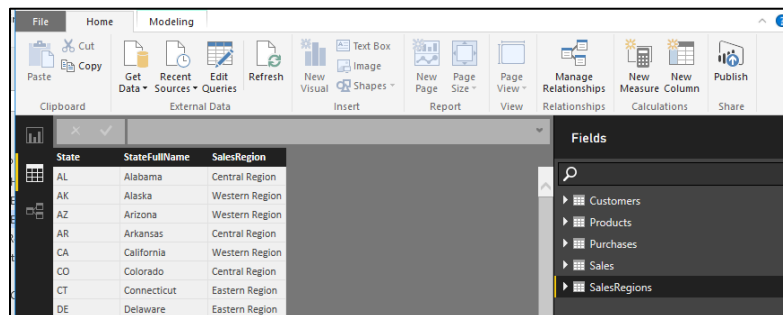 File Home Modeling
Cut
Copy
Paste
Get Data
Recent Sources
Edit Queries
Refresh
New Visual
Text Box
Image
Shapes
New Page
Page Size
Page View
Manage Relationships
New Measure
New Column
Publish
Clipboard External Data Insert Report View Relationships Calculations Share
Fields
State StateFullName SalesRegion
AL Alabama Central Region
AK Alaska Western Region
AZ Arizona Western Region
AR Arkansas Central Region
CA California Western Region
CO Colorado Central Region
CT Connecticut Eastern Region
DE Delaware Eastern Region
Customers
Products
Purchases
Sales
SalesRegions